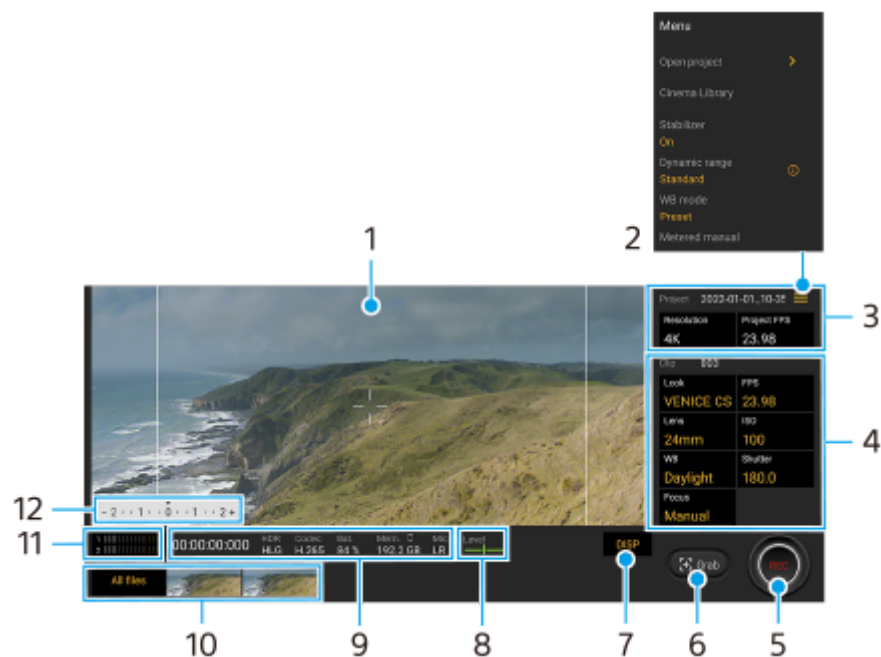 Menu
Open project
Cinema Library
Stabilizer
On
Dynamic range
Standard
WB mode
Preset
Metered manual
1
2
Project 2022-01-01_10-35
3
Resolution Project FPS
4K 23.98
Clip 003
Look FPS
VENICE CS 23.98
Lens ISO
24mm 100
4
WB Shutter
Daylight 180.0
Focus
Manual
12
-2 1 0 1 2+
11
1
2
00:00:00:000
HDR Codec Bat. Mem. Mic
HLG H.265 84 % 192.2 GB LR
Level
DISP
Grab
REC
All files
10 9 8 7 6 5